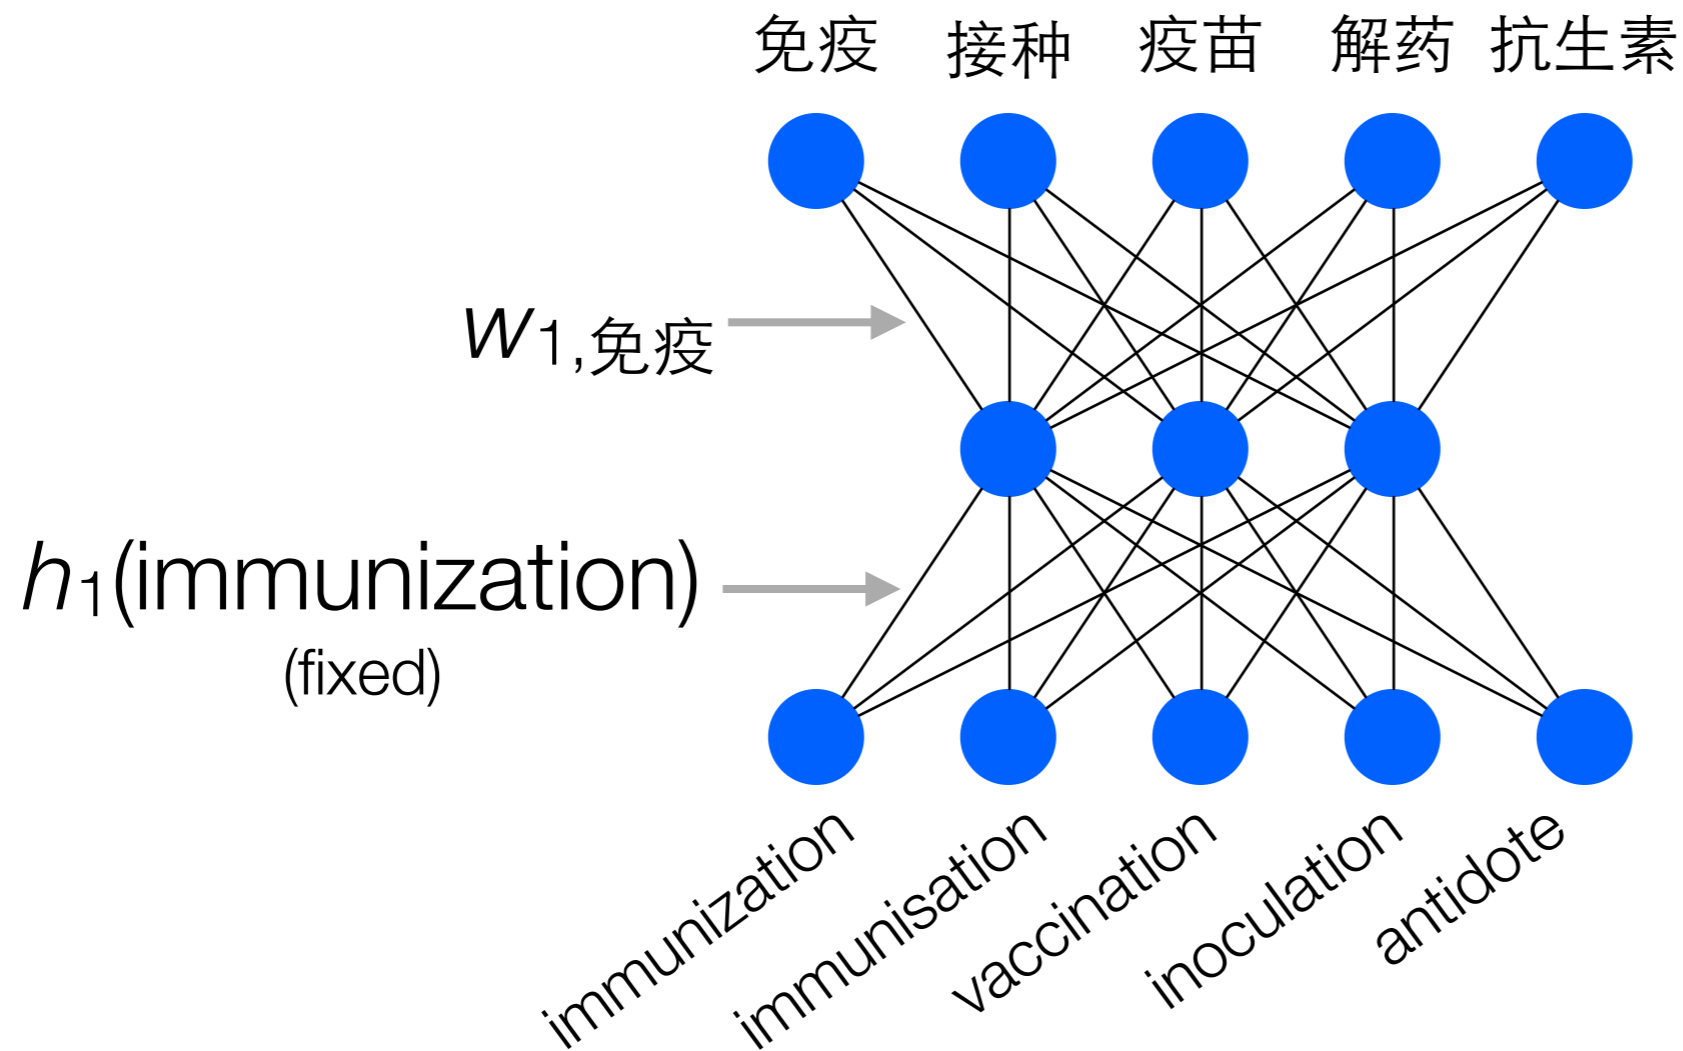 免疫 接种 疫苗 解药 抗生素
w1,免疫
h1(immunization)
(fixed)
immunization
immunisation
vaccination
inoculation
antidote